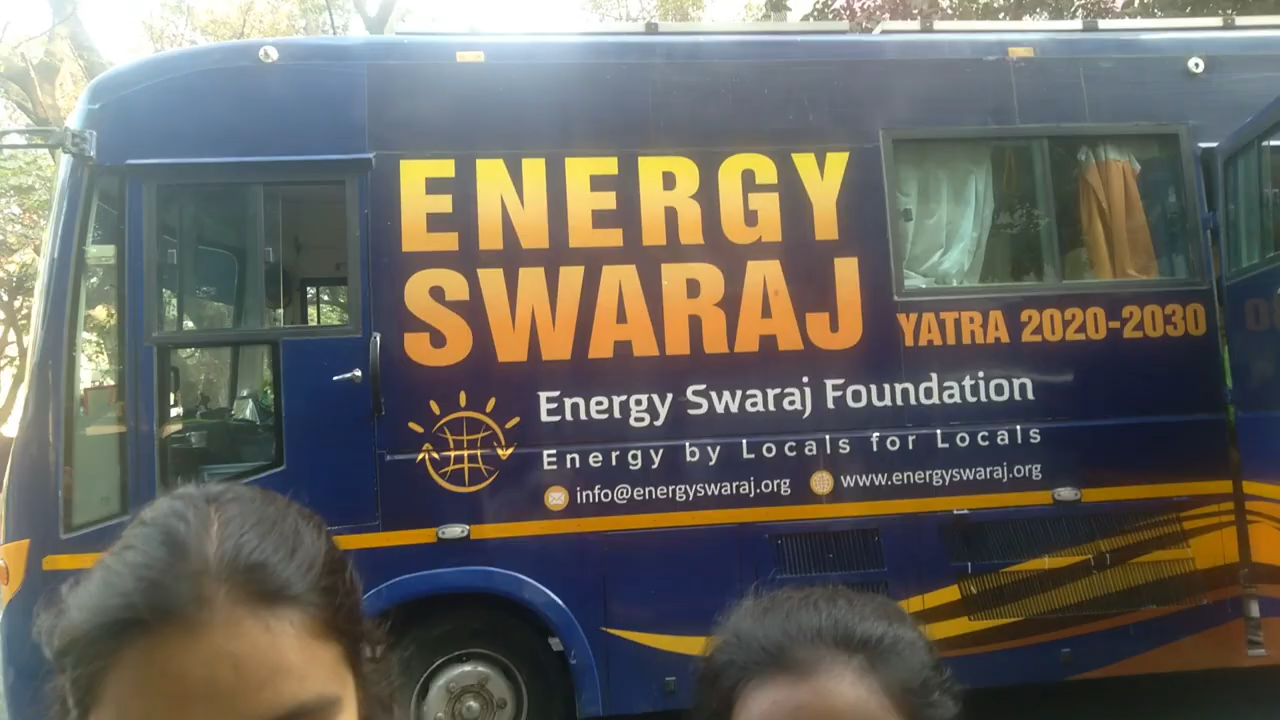 ENERGY
SWARAJ
YATRA 2020-2030
Energy Swaraj Foundation
Energy by Locals for Locals
info@energyswaraj.org www.energyswaraj.org